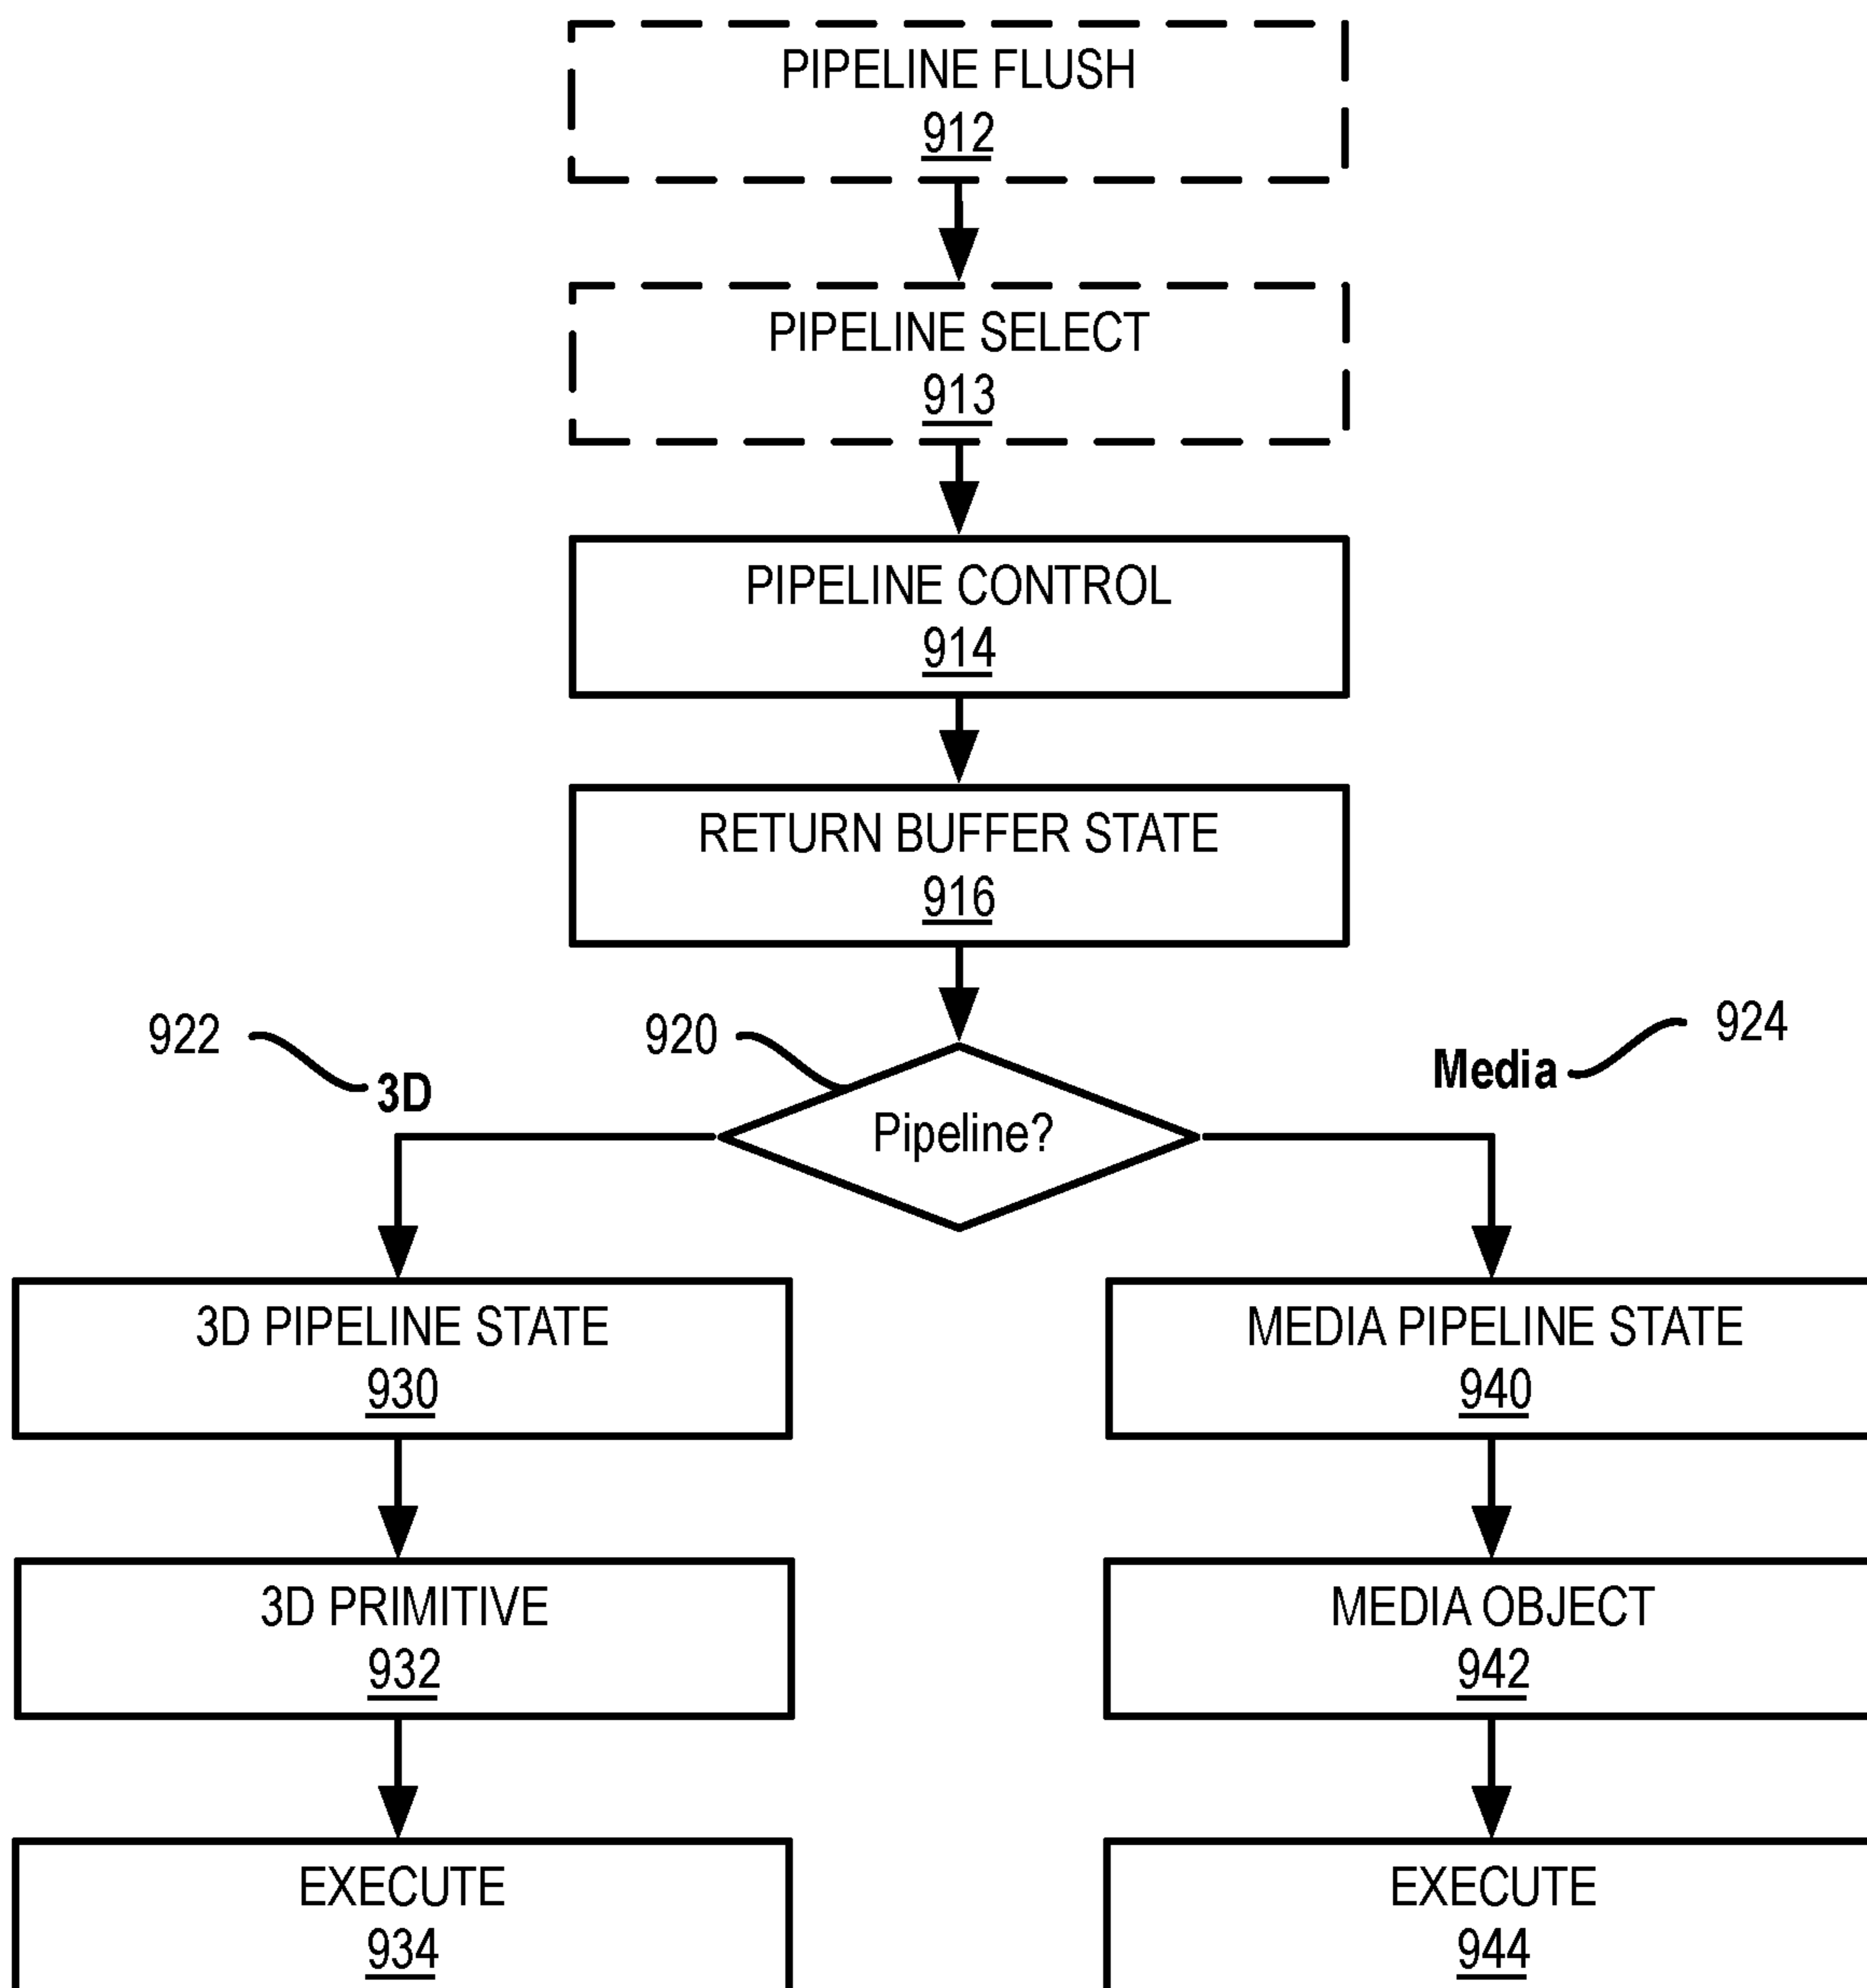 PIPELINE FLUSH
912
PIPELINE SELECT
913
PIPELINE CONTROL
914
RETURN BUFFER STATE
916
922
3D
920
Media
924
Pipeline?
3D PIPELINE STATE
930
MEDIA PIPELINE STATE
940
3D PRIMITIVE
932
MEDIA OBJECT
942
EXECUTE
934
EXECUTE
944